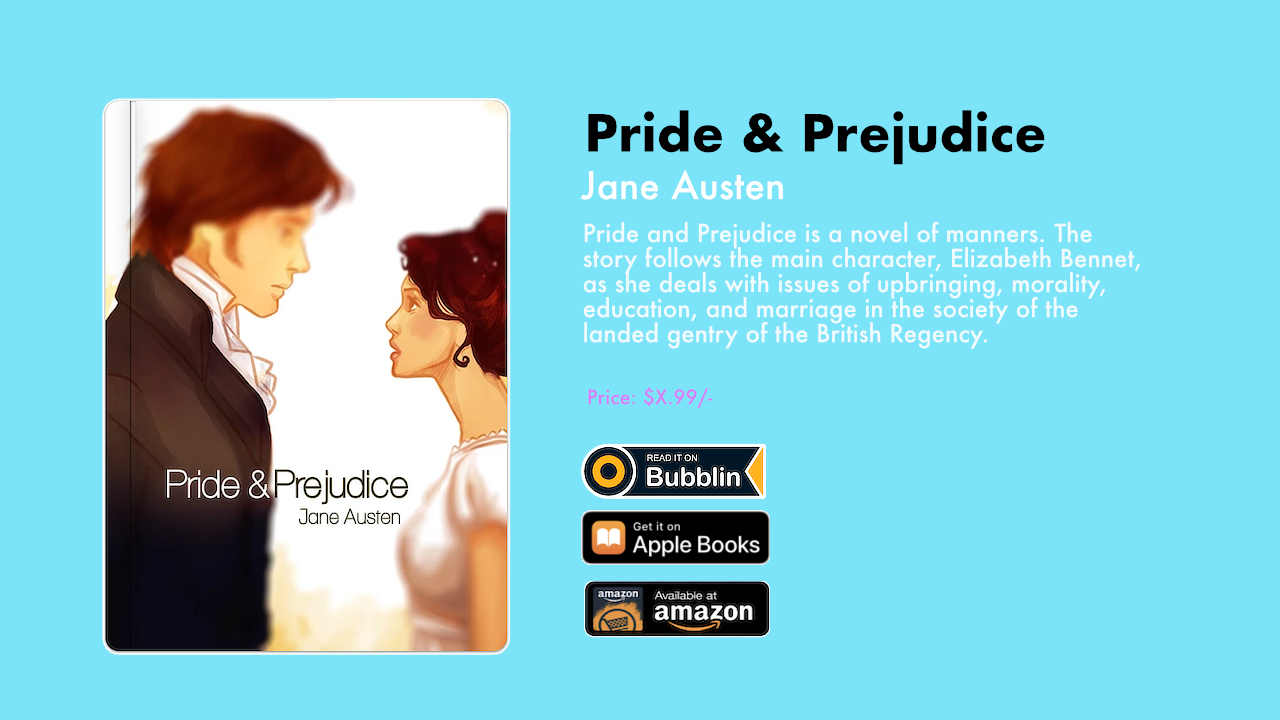 Pride & Prejudice
Jane Austen
Pride & Prejudice
Jane Austen
Pride and Prejudice is a novel of manners. The
story follows the main character, Elizabeth Bennet,
as she deals with issues of upbringing, morality,
education, and marriage in the society of the
landed gentry of the British Regency.
Price: $X.99/-
READ IT ON
Bubblin
Get it on
Apple Books
amazon
Available at
amazon